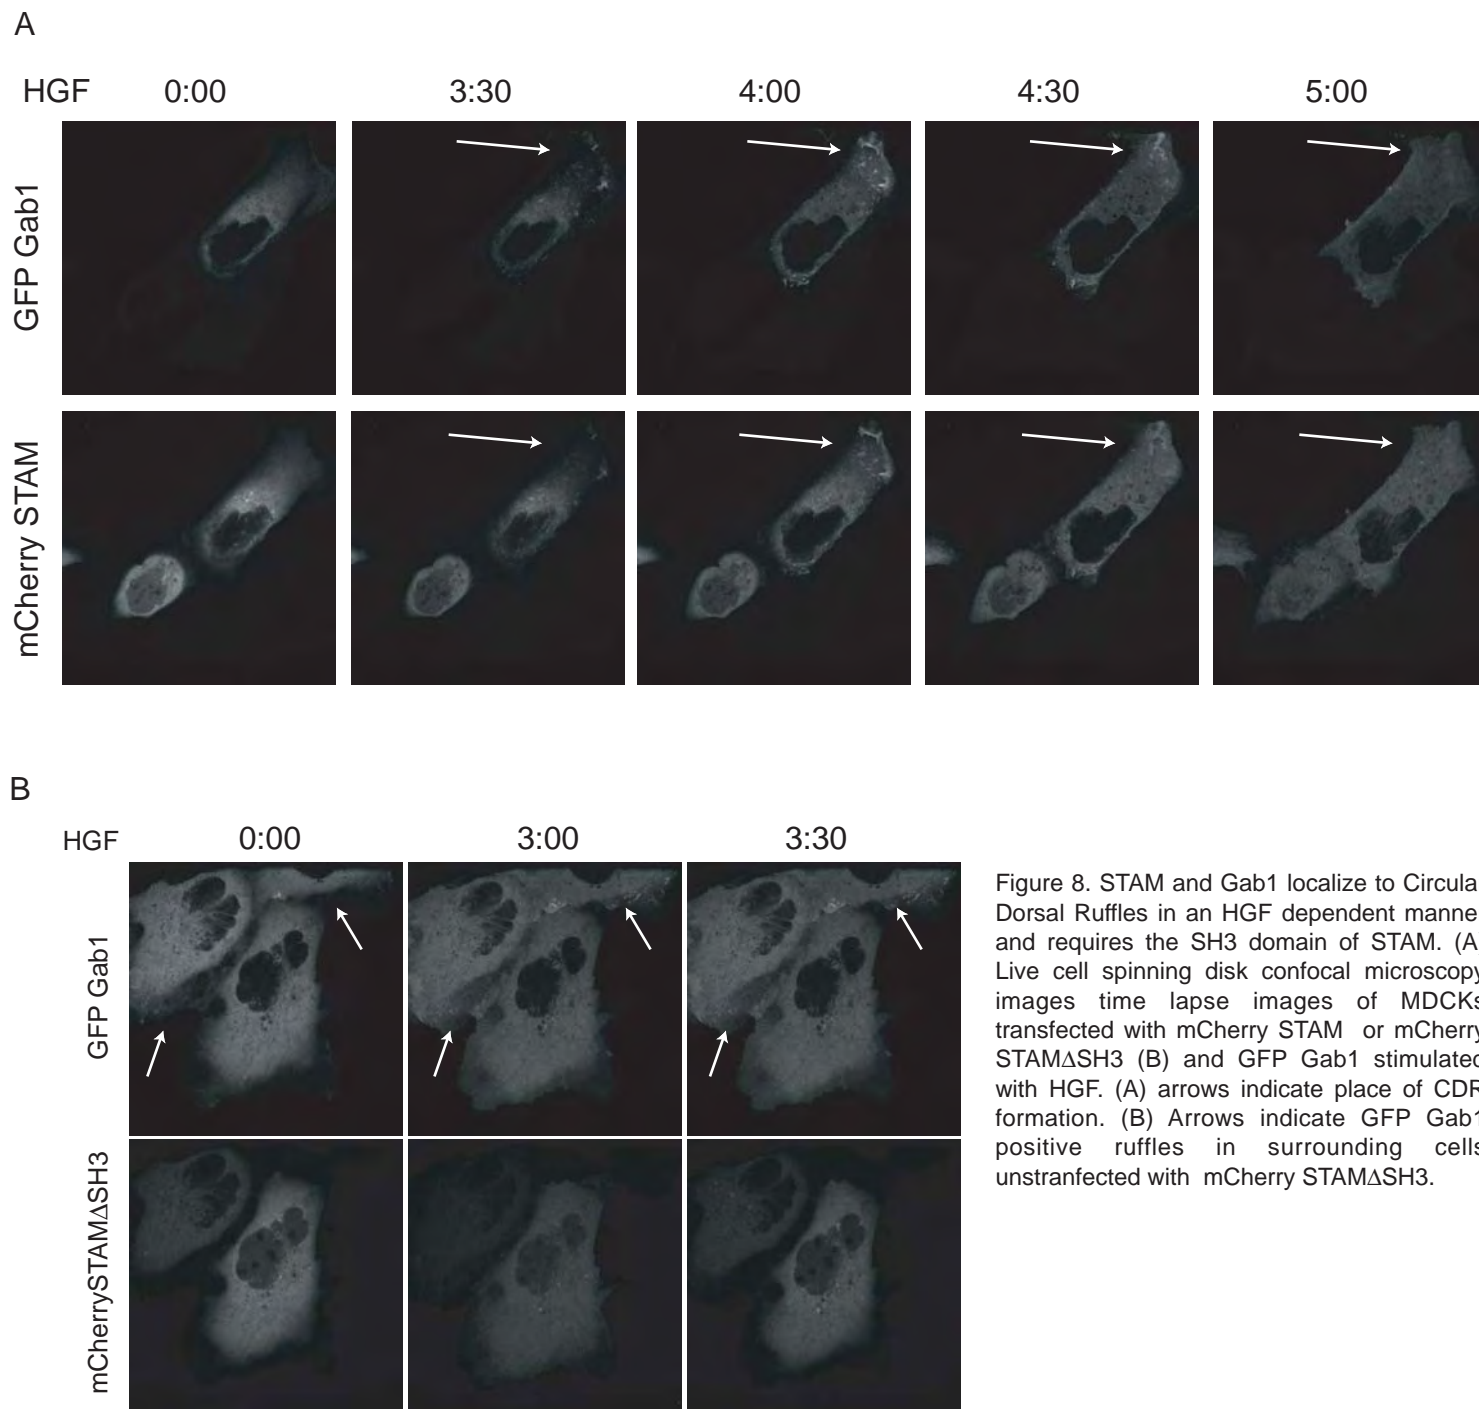 A
HGF 0:00 3:30 4:00 4:30 5:00
GFP Gab1
mCherry STAM
B
HGF 0:00 3:00 3:30
GFP Gab1
mCherrySTAMΔSH3
Figure 8. STAM and Gab1 localize to Circula
Dorsal Ruffles in an HGF dependent manne
and requires the SH3 domain of STAM. (A
Live cell spinning disk confocal microscopy
images time lapse images of MDCKs
transfected with mCherry STAM or mCherry
STAMΔSH3 (B) and GFP Gab1 stimulated
with HGF. (A) arrows indicate place of CDR
formation. (B) Arrows indicate GFP Gab1
positive ruffles in surrounding cells
unstranfected with mCherry STAMΔSH3.